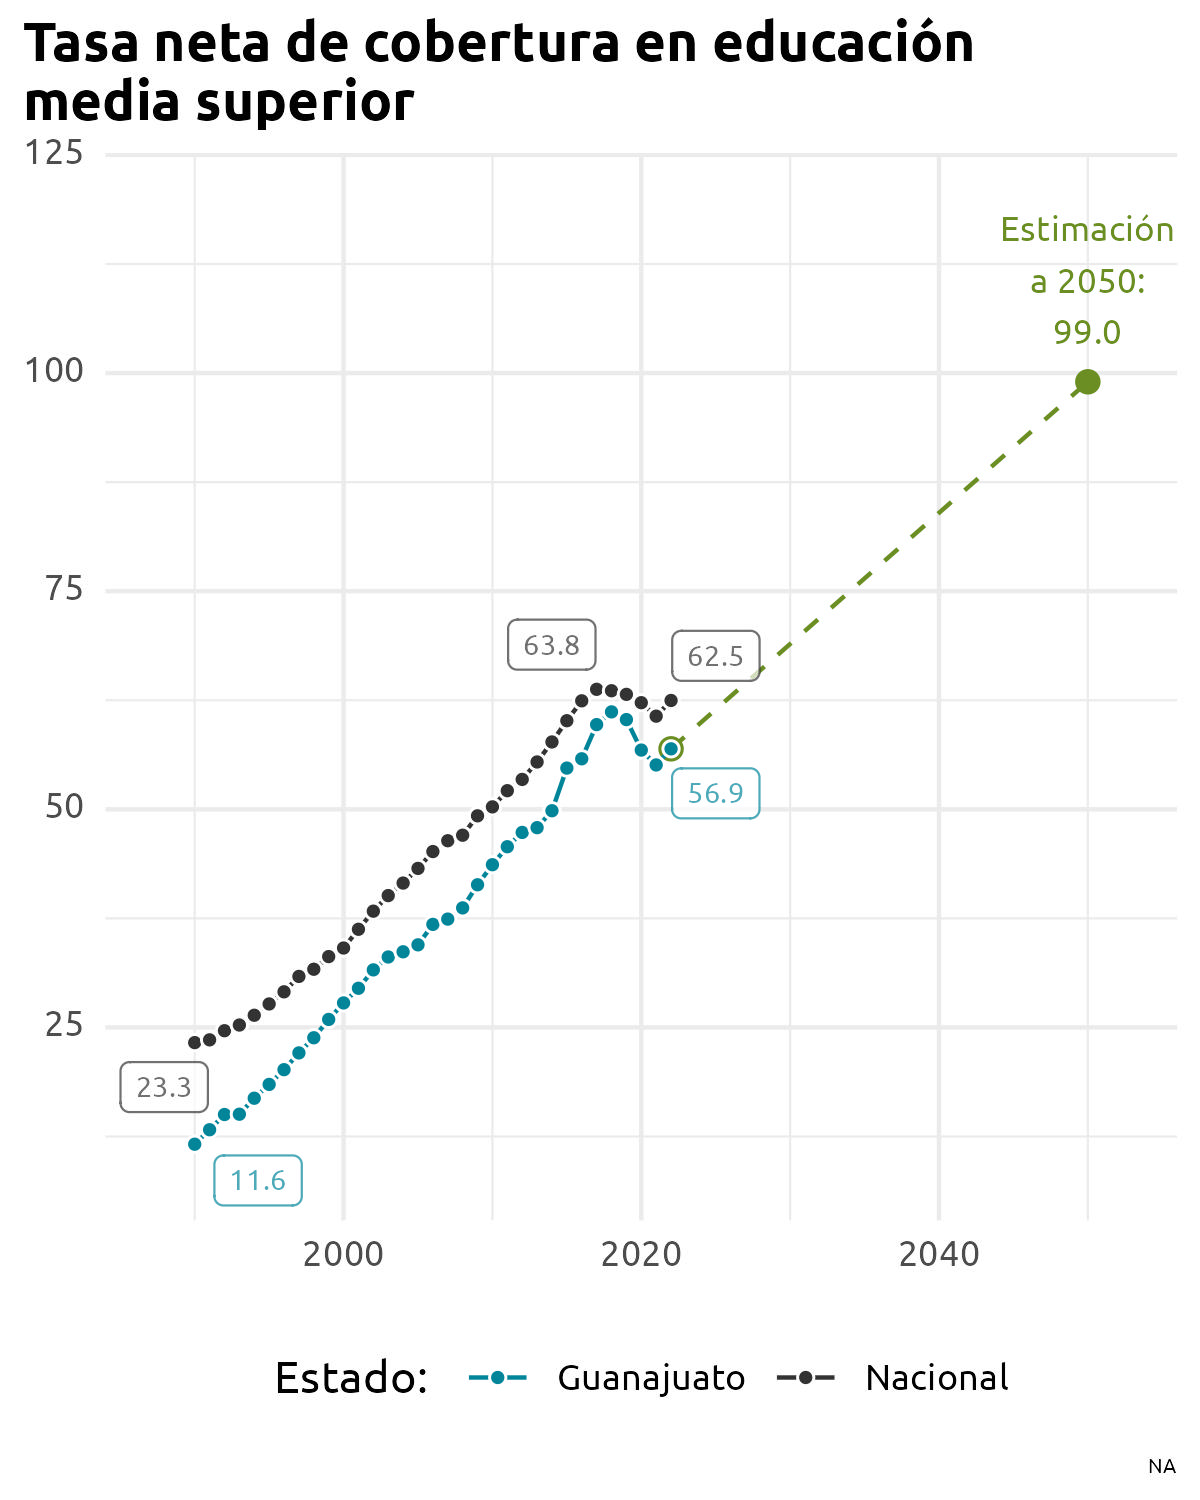 Tasa neta de cobertura en educación
media superior
125
Estimación
a 2050:
99.0
100
75
63.8
62.5
56.9
50
25
23.3
11.6
2000
2020
2040
Estado:
Guanajuato
Nacional
NA